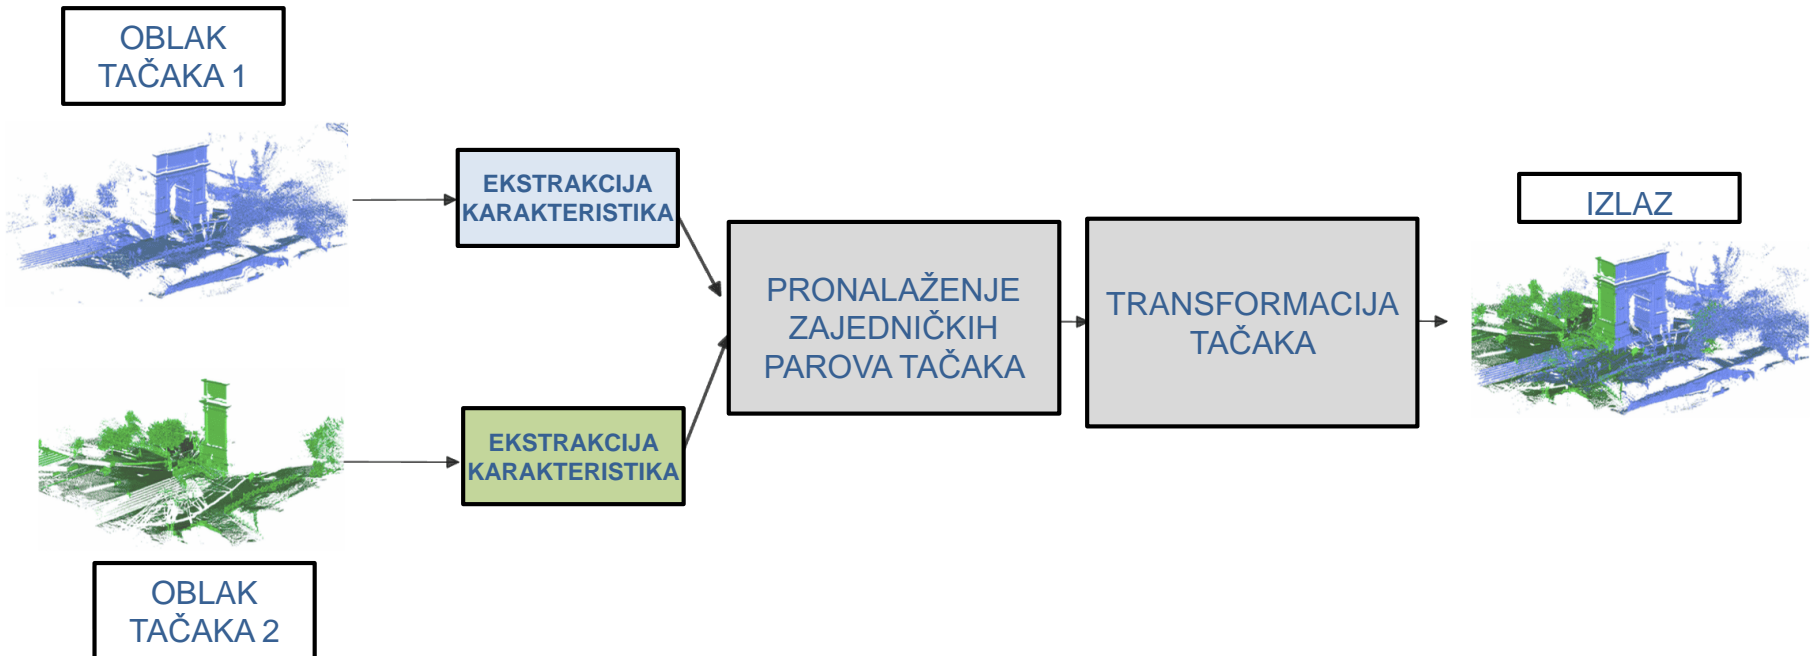 OBLAK
TAČAKA 1
EKSTRAKCIJA
KARAKTERISTIKA
PRONALAŽENJE
ZAJEDNIČKIH
PAROVA TAČAKA
TRANSFORMACIJA
TAČAKA
IZLAZ
EKSTRAKCIJA
KARAKTERISTIKA
OBLAK
TAČAKA 2